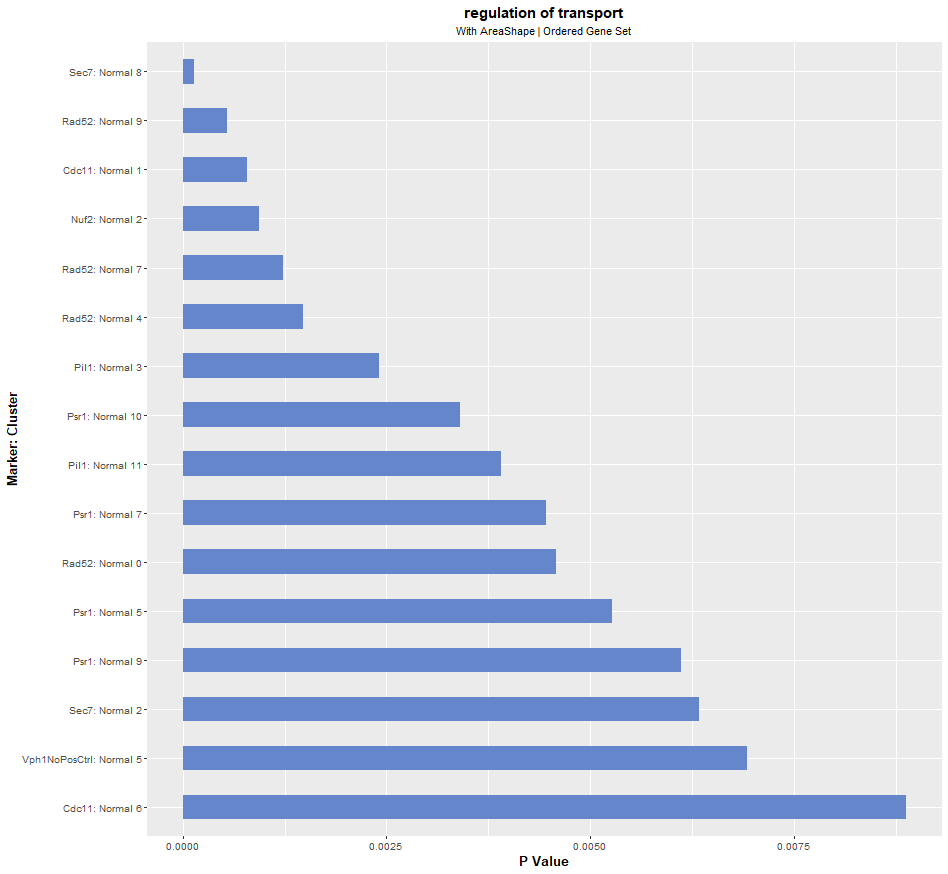 regulation of transport
With AreaShape | Ordered Gene Set
Marker: Cluster
Sec7: Normal 8
Rad52: Normal 9
Cdc11: Normal 1
Nuf2: Normal 2
Rad52: Normal 7
Rad52: Normal 4
Pil1: Normal 3
Psr1: Normal 10
Pil1: Normal 11
Psr1: Normal 7
Rad52: Normal 0
Psr1: Normal 5
Psr1: Normal 9
Sec7: Normal 2
Vph1NoPosCtrl: Normal 5
Cdc11: Normal 6
0.0000 0.0025 0.0050 0.0075
P Value